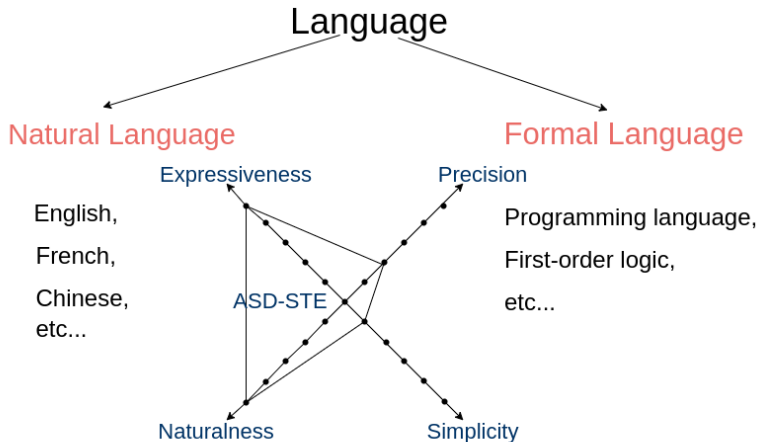 Language
Natural Language
Formal Language
Expressiveness
Precision
English,
French,
Chinese,
etc...
Programming language,
First-order logic,
etc...
ASD-STE
Naturalness
Simplicity